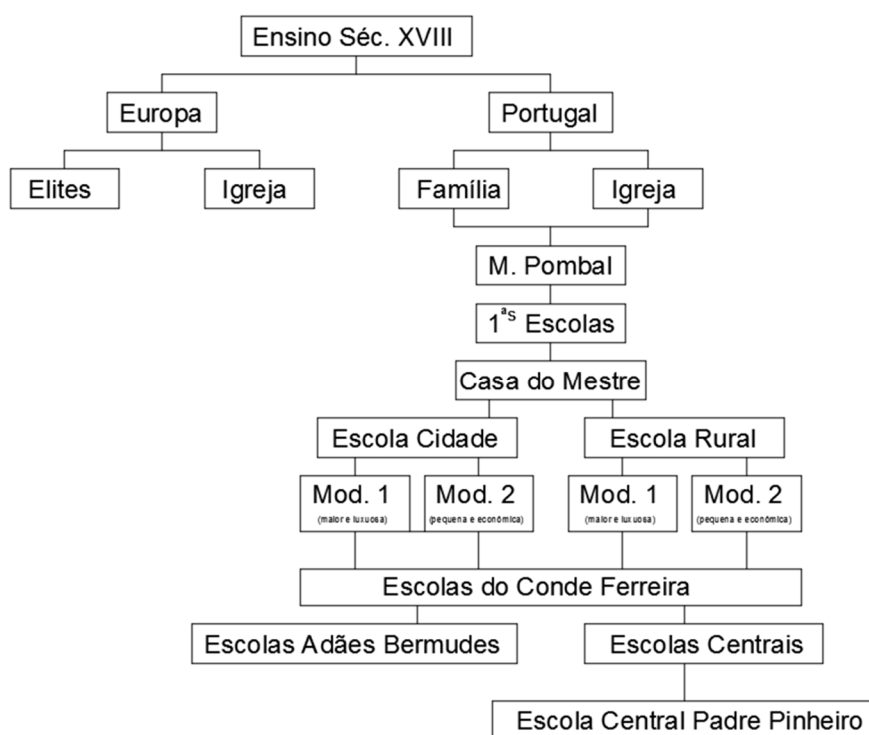 Ensino Séc. XVIII
Europa
Portugal
Elites
Igreja
Família
Igreja
M. Pombal
1ªs Escolas
Casa do Mestre
Escola Cidade
Escola Rural
Mod. 1
(maior e luxuosa)
Mod. 2
(pequena e económica)
Mod. 1
(maior e luxuosa)
Mod. 2
(pequena e económica)
Escolas do Conde Ferreira
Escolas Adães Bermudes
Escolas Centrais
Escola Central Padre Pinheiro